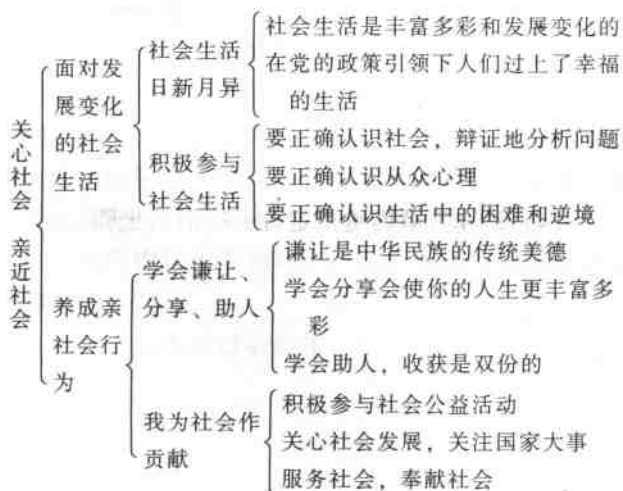 关心社会 亲近社会
面对发
展变化
的社会
生活
社会生活
日新月异
社会生活是丰富多彩和发展变化的
在党的政策引领下人们过上了幸福
的生活
积极参与
社会生活
要正确认识社会，辩证地分析问题
要正确认识从众心理
要正确认识生活中的困难和逆境
养成亲
社会行
为
学会谦让、
分享、助人
谦让是中华民族的传统美德
学会分享会使你的人生更丰富多
彩
学会助人，收获是双份的
我为社会作
贡献
积极参与社会公益活动
关心社会发展，关注国家大事
服务社会，奉献社会